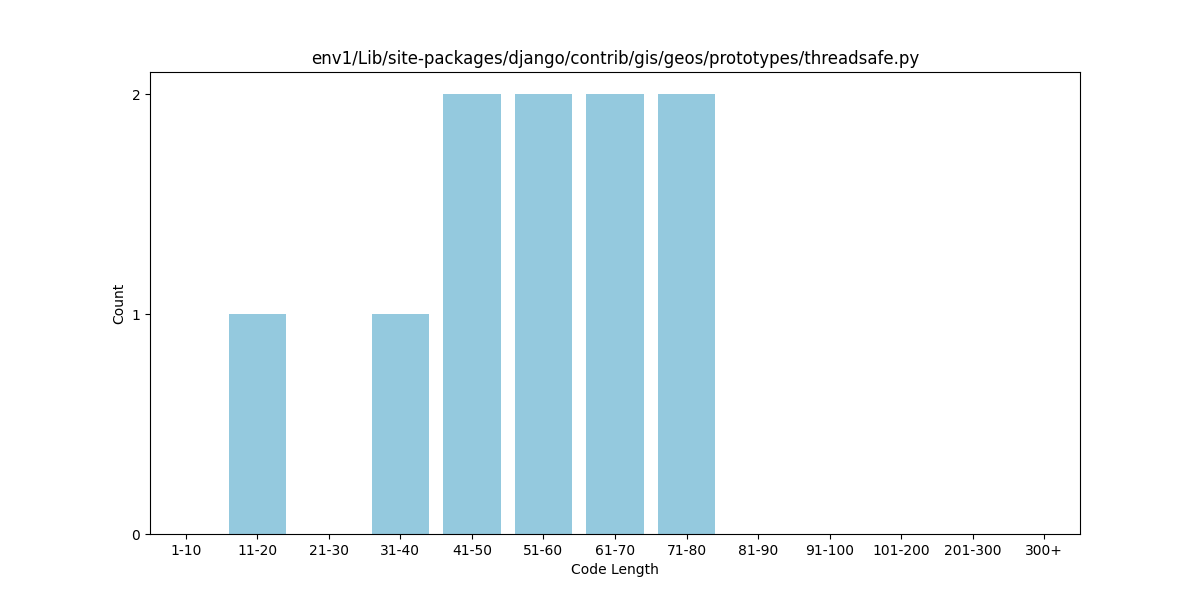 env1/Lib/site-packages/django/contrib/gis/geos/prototypes/threadsafe.py
2
1
0
Count
1-10 11-20 21-30 31-40 41-50 51-60 61-70 71-80 81-90 91-100 101-200 201-300 300+
Code Length